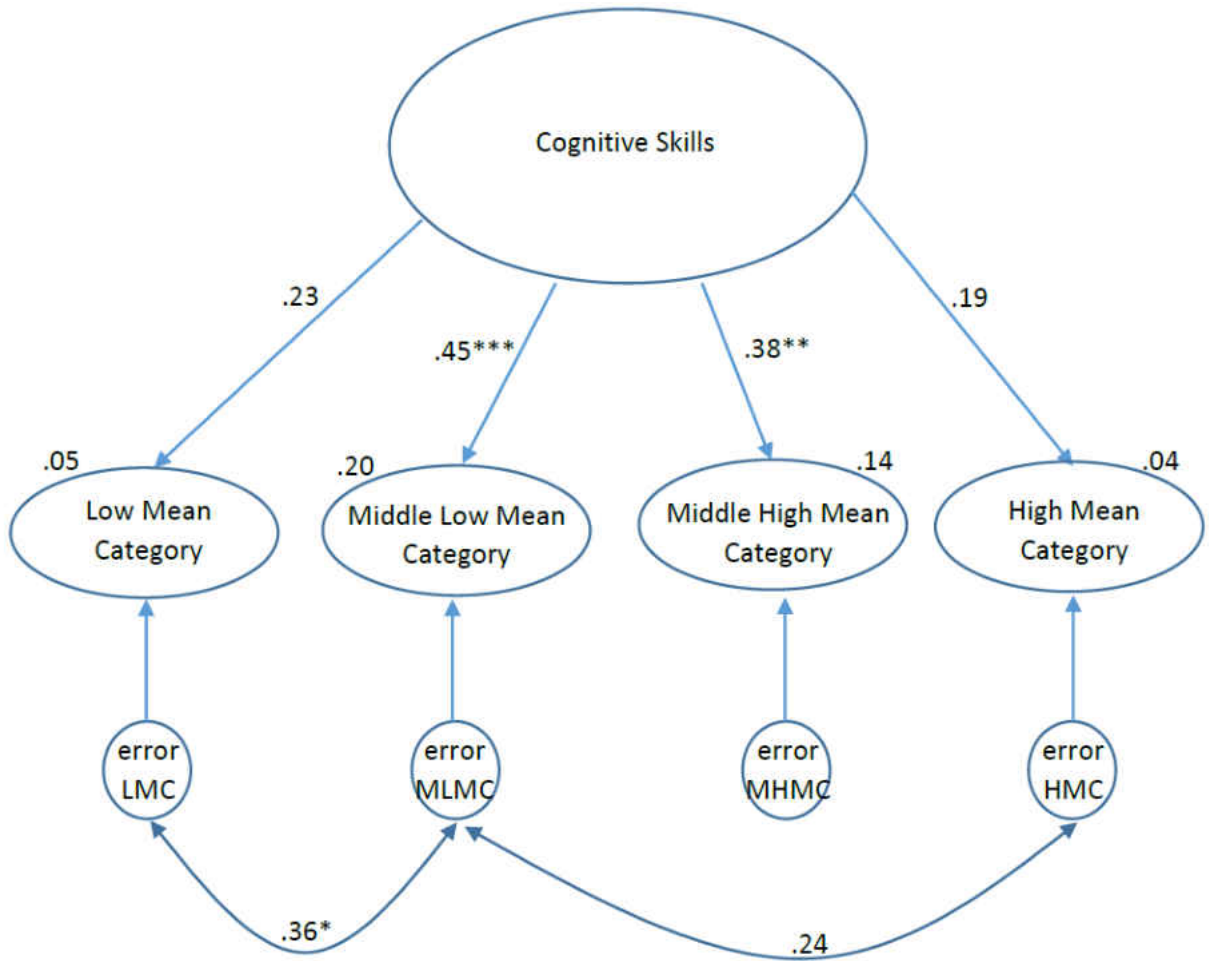 Cognitive Skills
.23
.45***
.38**
.19
.05
.20
.14
.04
Low Mean
Category
Middle Low Mean
Category
Middle High Mean
Category
High Mean
Category
error
LMC
error
MLMC
error
MHMC
error
HMC
.36*
.24